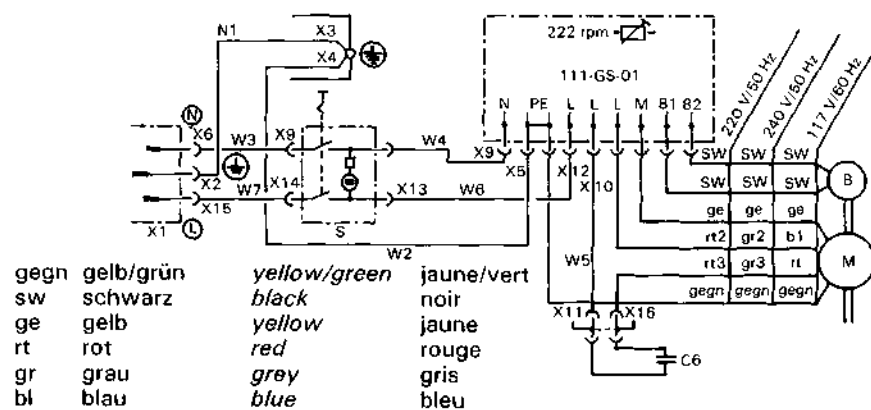 N1 X3
X4
222 rpm
111-GS-01
N PE L L L M B1 B2
220 V/50 Hz
240 V/50 Hz
117 V/60 Hz
N
X6 W3 X9 W4 X9
X2 X5 X12 X10
W7 X14 X13 W6
X15
X1 L S
W2 W5
SW SW SW B
SW SW SW
ge ge ge
rt2 gr2 b1 M
rt3 gr3 rt
gegn gegn gegn
X11 X16
C6
gegn gelb/grün yellow/green jaune/vert
sw schwarz black noir
ge gelb yellow jaune
rt rot red rouge
gr grau grey gris
bl blau blue bleu